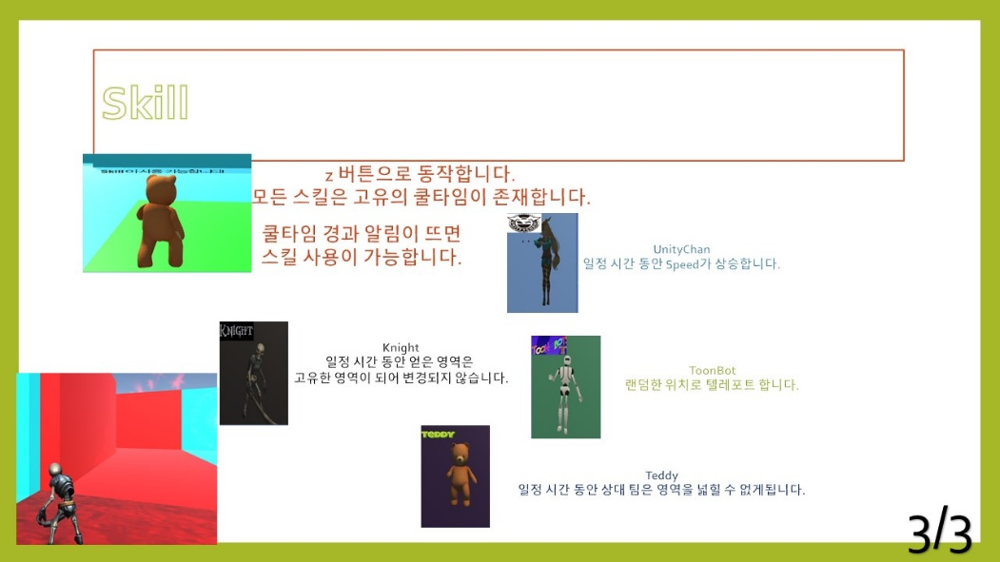 Skill
Skill이 사용 가능합니다!
z 버튼으로 동작합니다.
모든 스킬은 고유의 쿨타임이 존재합니다.
쿨타임 경과 알림이 뜨면
스킬 사용이 가능합니다.
UnityChan
일정 시간 동안 Speed가 상승합니다.
KNIGHT
Knight
일정 시간 동안 얻은 영역은
고유한 영역이 되어 변경되지 않습니다.
TOON BOT
ToonBot
랜덤한 위치로 텔레포트 합니다.
TEDDY
Teddy
일정 시간 동안 상대 팀은 영역을 넓힐 수 없게됩니다.
3/3